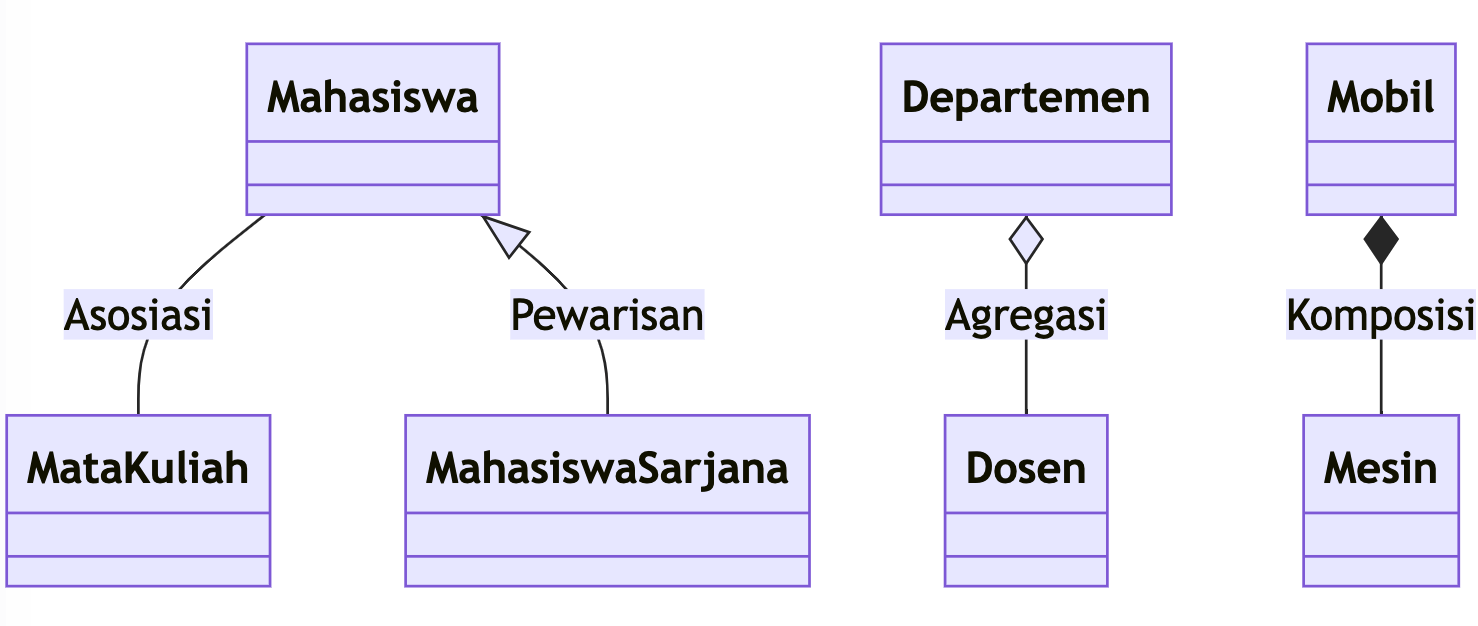 Mahasiswa
Departemen
Mobil
Asosiasi
Pewarisan
Agregasi
Komposisi
MataKuliah
MahasiswaSarjana
Dosen
Mesin